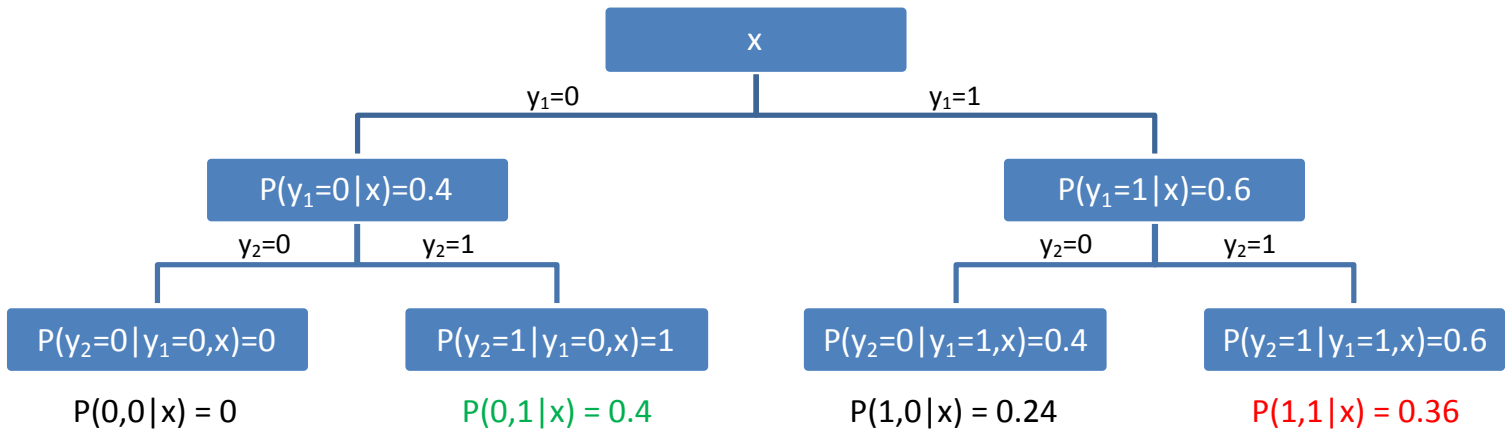 x
y₁=0 y₁=1
P(y₁=0|x)=0.4 P(y₁=1|x)=0.6
y₂=0 y₂=1 y₂=0 y₂=1
P(y₂=0|y₁=0,x)=0 P(y₂=1|y₁=0,x)=1 P(y₂=0|y₁=1,x)=0.4 P(y₂=1|y₁=1,x)=0.6
P(0,0|x) = 0 P(0,1|x) = 0.4 P(1,0|x) = 0.24 P(1,1|x) = 0.36